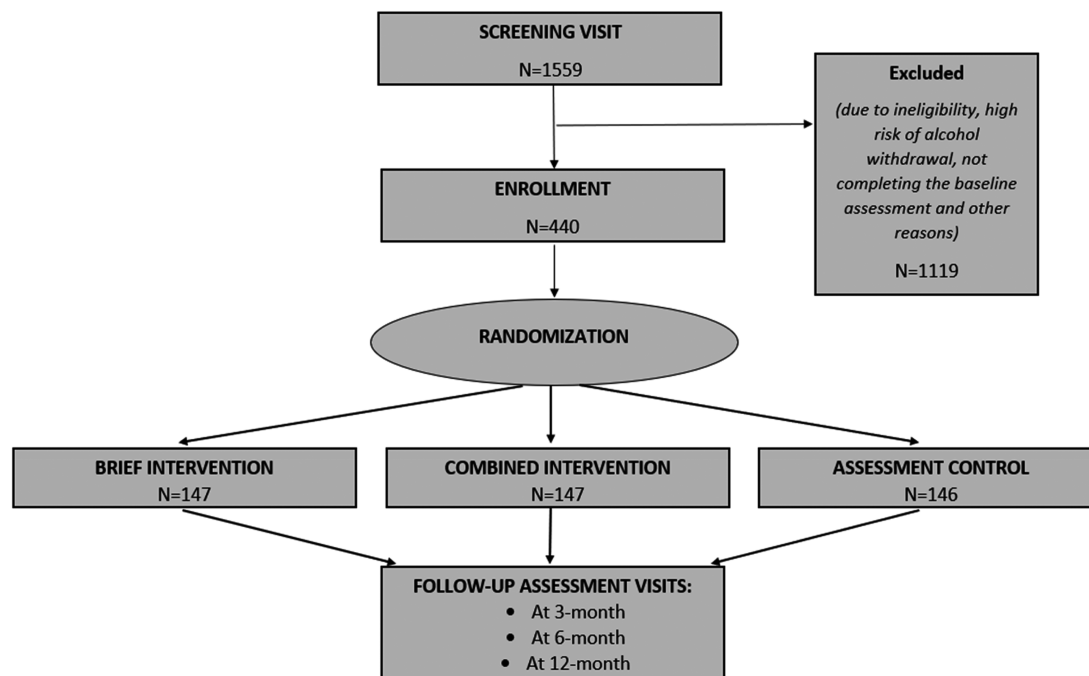 SCREENING VISIT
N=1559
Excluded
(due to ineligibility, high
risk of alcohol
withdrawal, not
completing the baseline
assessment and other
reasons)
N=1119
ENROLLMENT
N=440
RANDOMIZATION
BRIEF INTERVENTION
N=147
COMBINED INTERVENTION
N=147
ASSESSMENT CONTROL
N=146
FOLLOW-UP ASSESSMENT VISITS:
• At 3-month
• At 6-month
• At 12-month